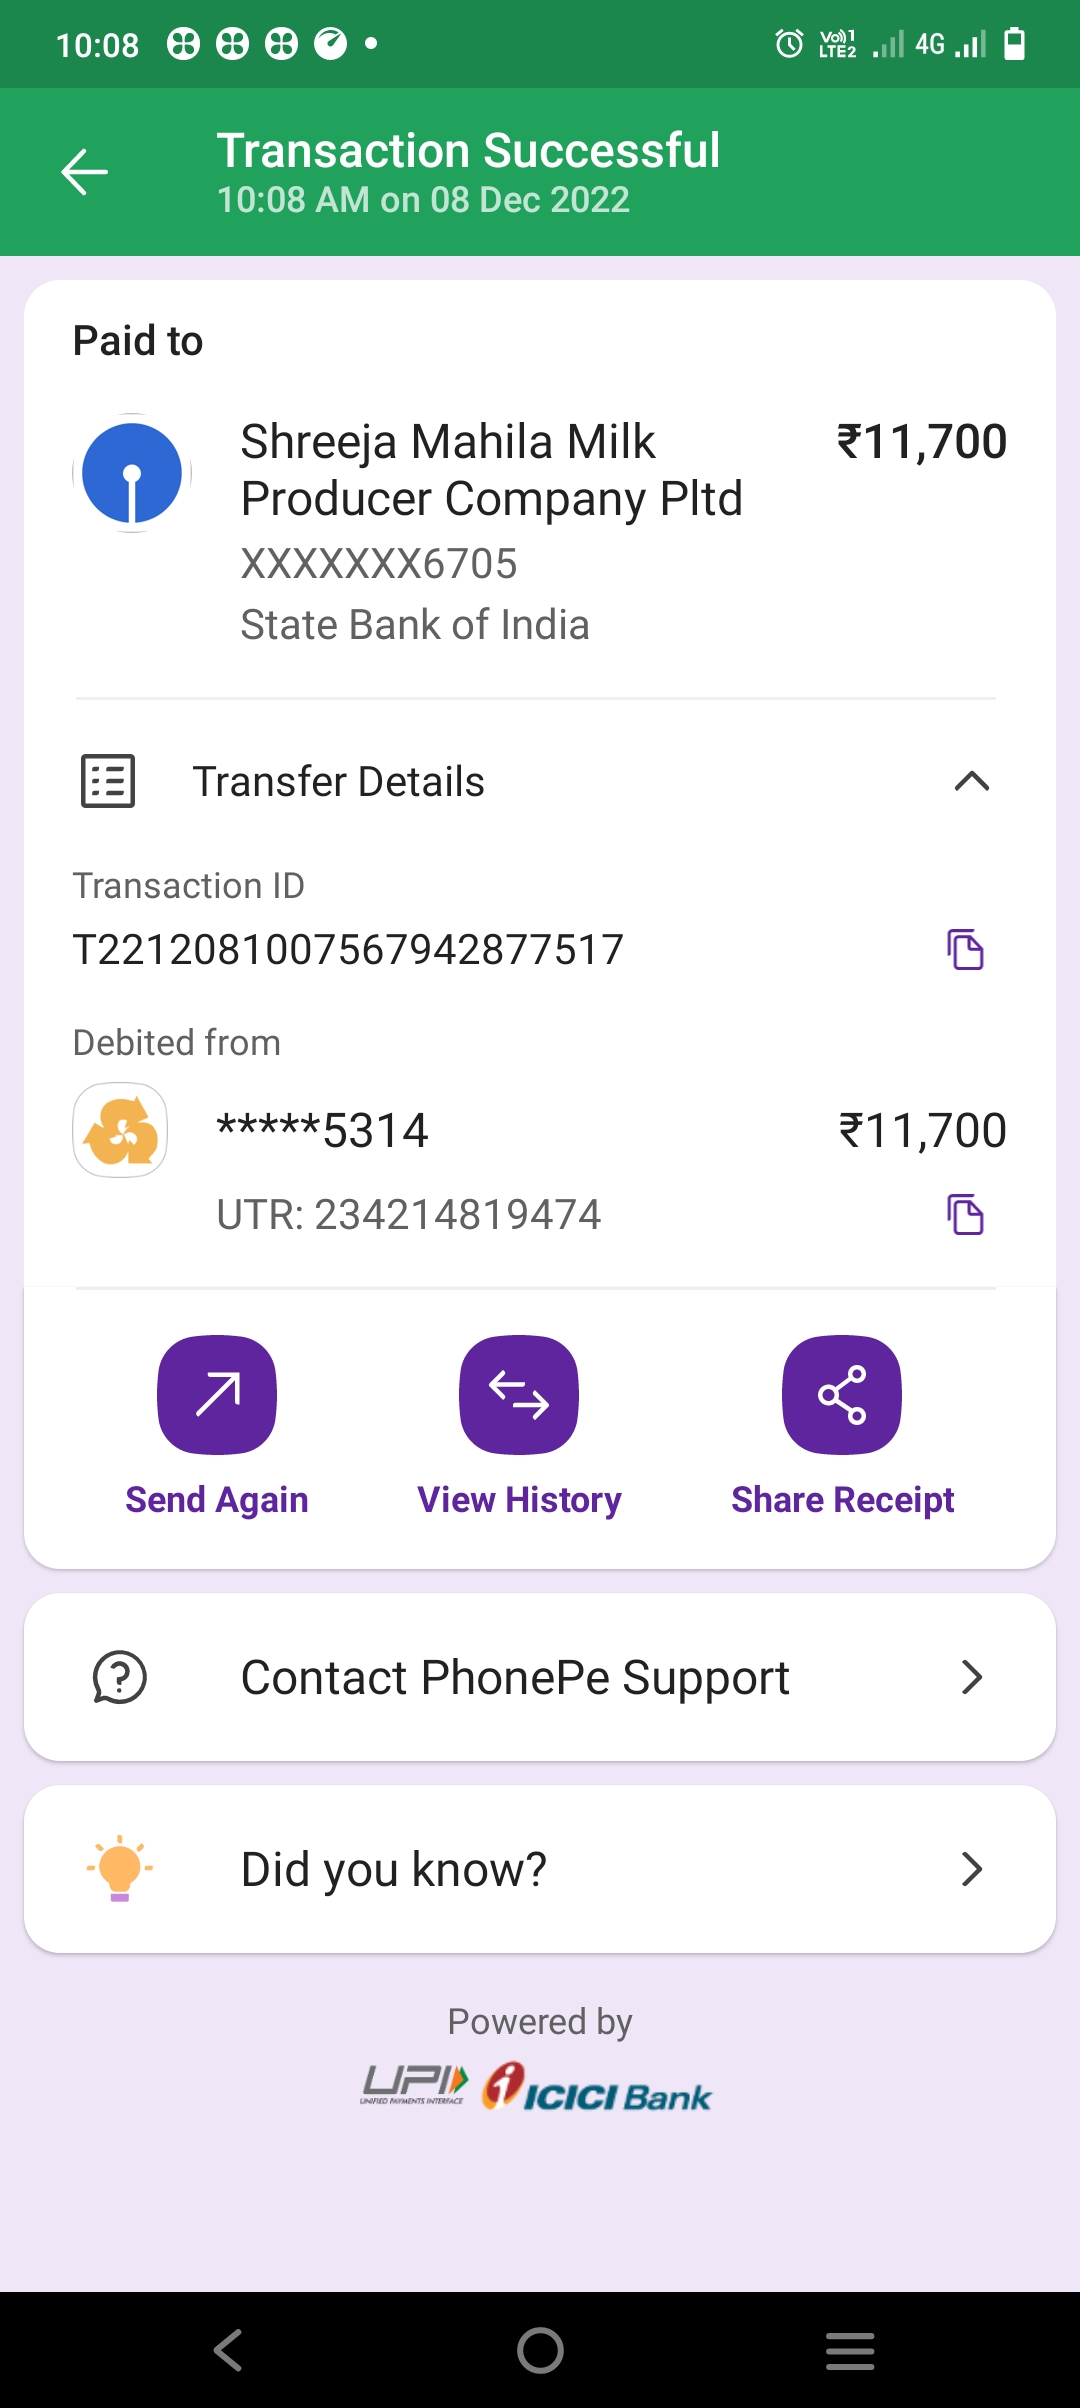 10:08
Vo))1
LTE2
4G
Transaction Successful
10:08 AM on 08 Dec 2022
Paid to
Shreeja Mahila Milk
Producer Company Pltd
₹11,700
XXXXXXX6705
State Bank of India
Transfer Details
Transaction ID
T2212081007567942877517
Debited from
*****5314
₹11,700
UTR: 234214819474
Send Again
View History
Share Receipt
Contact PhonePe Support
Did you know?
Powered by
UPI
UNIFIED PAYMENTS INTERFACE
ICICI Bank